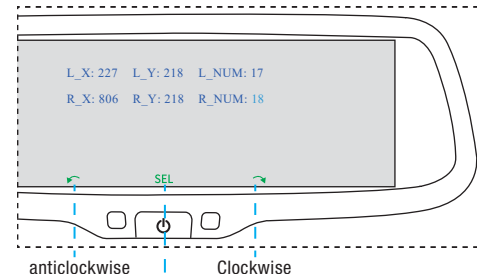 L_X: 227 L_Y: 218 L_NUM: 17
R_X: 806 R_Y: 218 R_NUM: 18
SEL
anticlockwise Clockwise